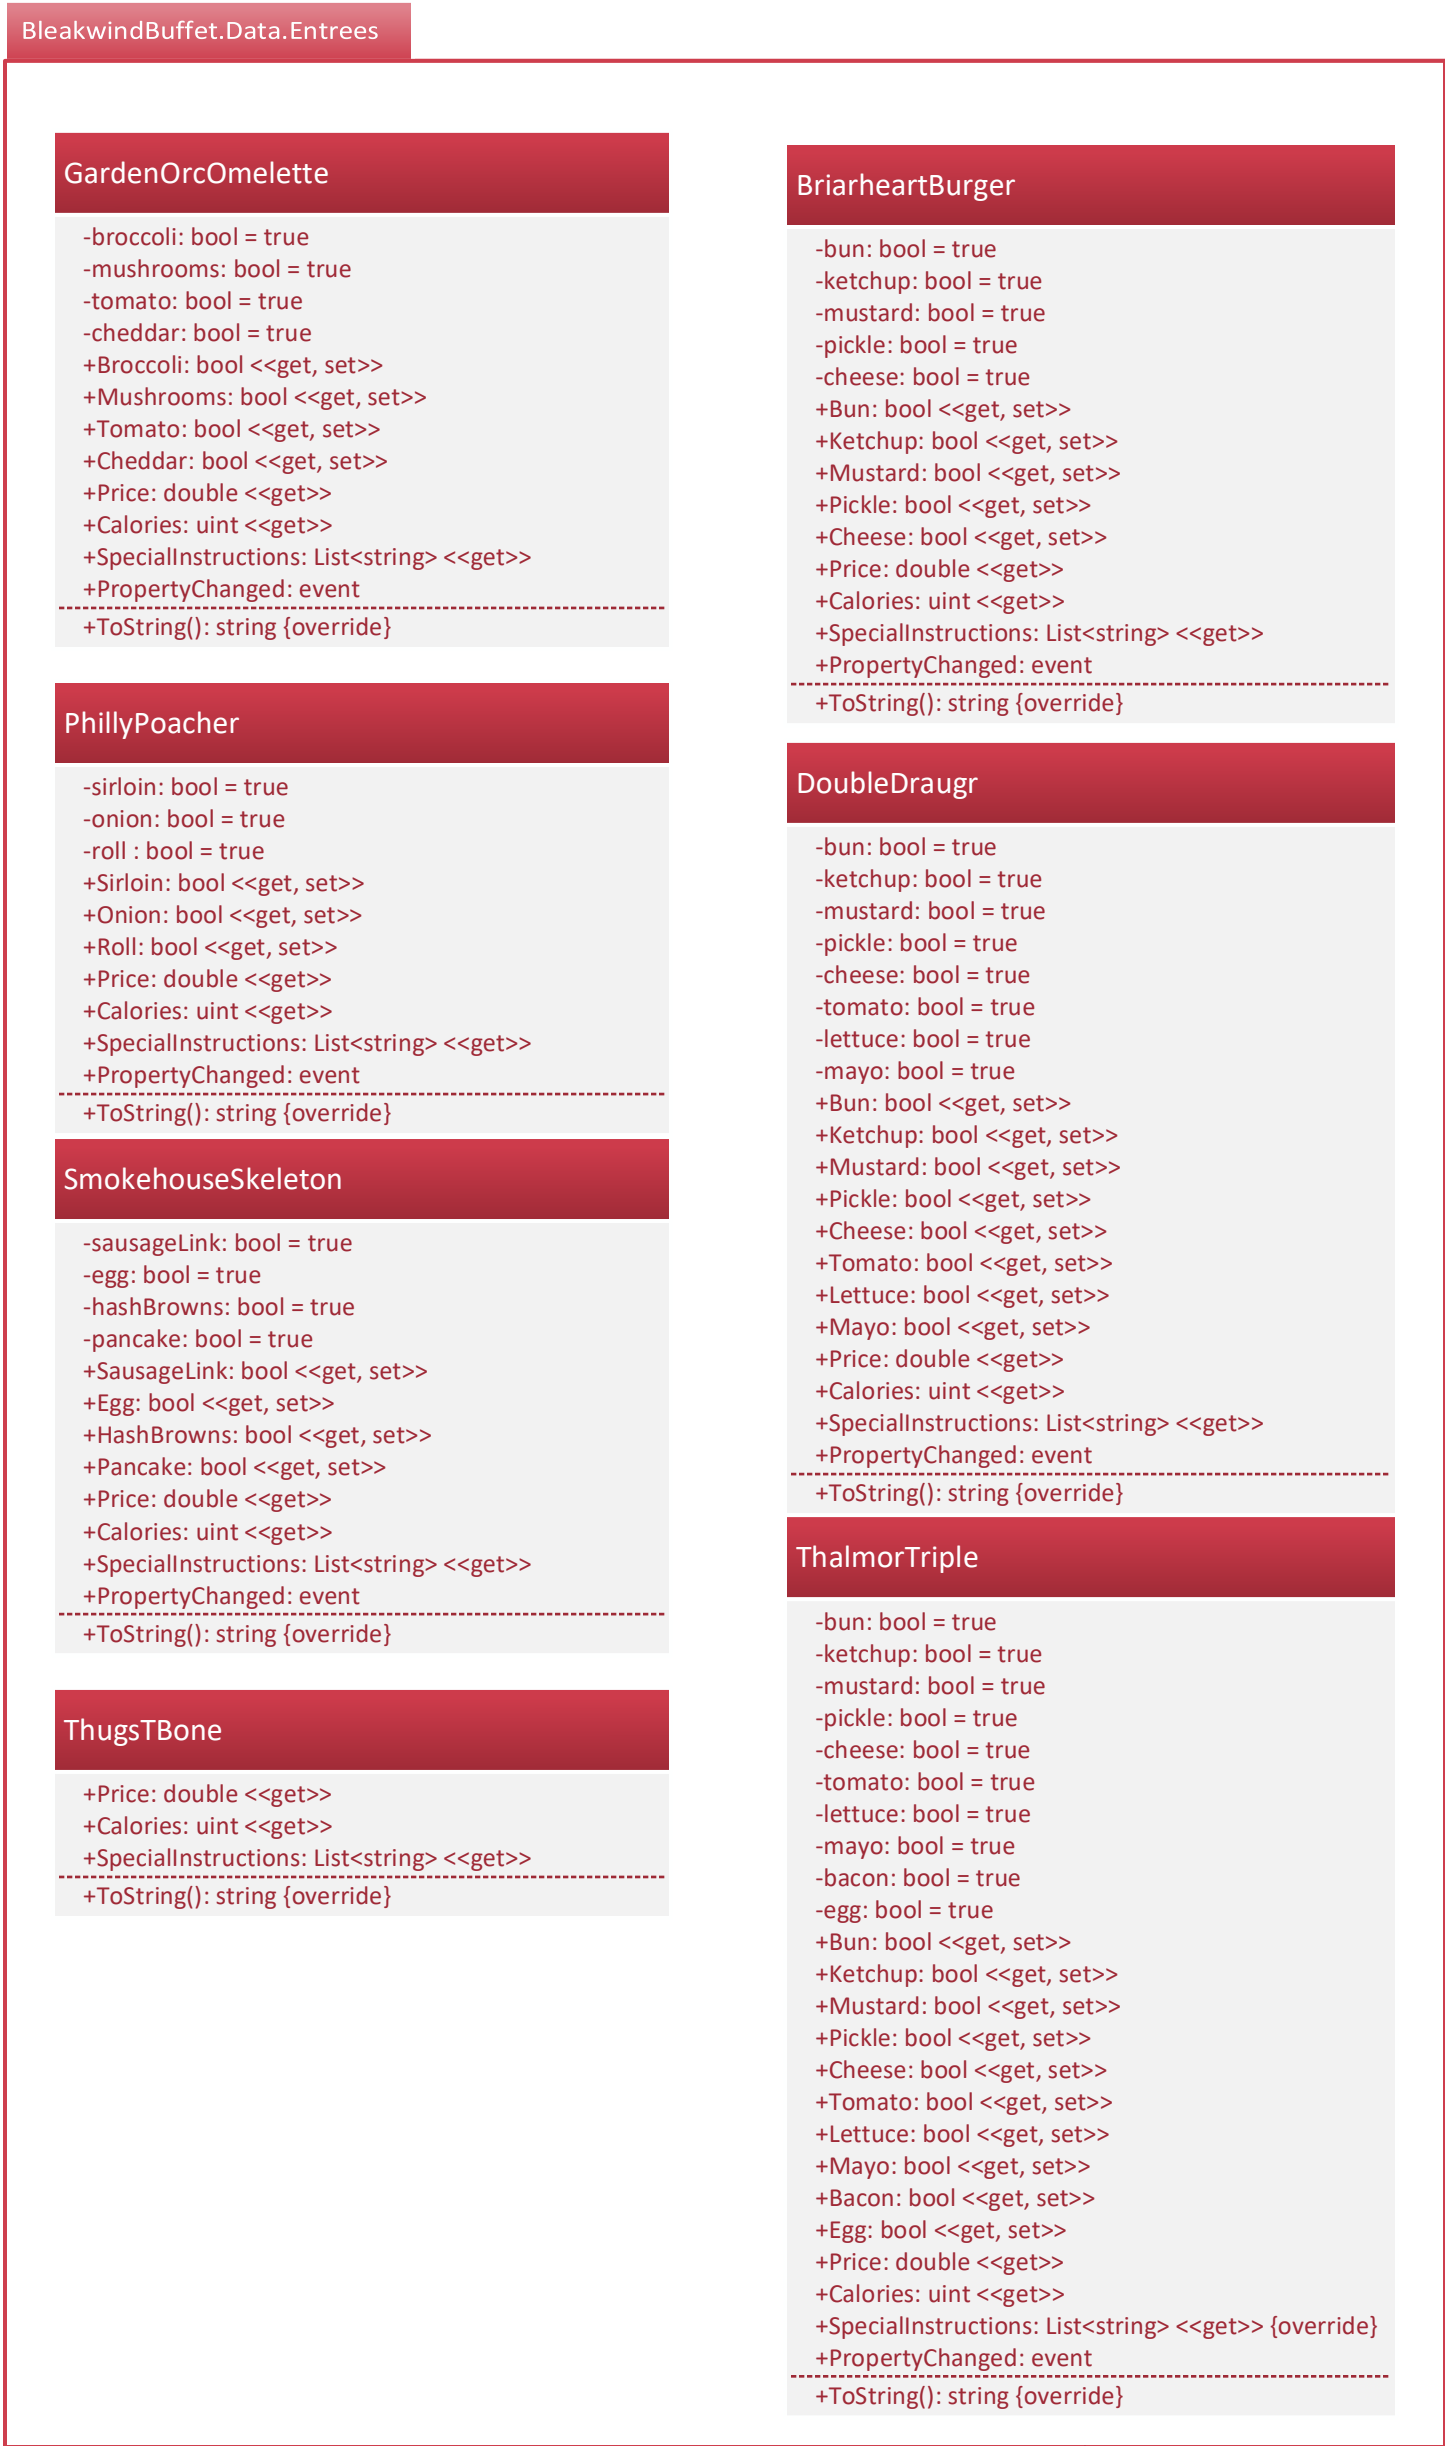 BleakwindBuffet.Data.Entrees
GardenOrcOmelette
-broccoli: bool = true
-mushrooms: bool = true
-tomato: bool = true
-cheddar: bool = true
+Broccoli: bool <<get, set>>
+Mushrooms: bool <<get, set>>
+Tomato: bool <<get, set>>
+Cheddar: bool <<get, set>>
+Price: double <<get>>
+Calories: uint <<get>>
+SpecialInstructions: List<string> <<get>>
+PropertyChanged: event
+ToString(): string {override}
PhillyPoacher
-sirloin: bool = true
-onion: bool = true
-roll : bool = true
+Sirloin: bool <<get, set>>
+Onion: bool <<get, set>>
+Roll: bool <<get, set>>
+Price: double <<get>>
+Calories: uint <<get>>
+SpecialInstructions: List<string> <<get>>
+PropertyChanged: event
+ToString(): string {override}
SmokehouseSkeleton
-sausageLink: bool = true
-egg: bool = true
-hashBrowns: bool = true
-pancake: bool = true
+SausageLink: bool <<get, set>>
+Egg: bool <<get, set>>
+HashBrowns: bool <<get, set>>
+Pancake: bool <<get, set>>
+Price: double <<get>>
+Calories: uint <<get>>
+SpecialInstructions: List<string> <<get>>
+PropertyChanged: event
+ToString(): string {override}
ThugsTBone
+Price: double <<get>>
+Calories: uint <<get>>
+SpecialInstructions: List<string> <<get>>
+ToString(): string {override}
BriarheartBurger
-bun: bool = true
-ketchup: bool = true
-mustard: bool = true
-pickle: bool = true
-cheese: bool = true
+Bun: bool <<get, set>>
+Ketchup: bool <<get, set>>
+Mustard: bool <<get, set>>
+Pickle: bool <<get, set>>
+Cheese: bool <<get, set>>
+Price: double <<get>>
+Calories: uint <<get>>
+SpecialInstructions: List<string> <<get>>
+PropertyChanged: event
+ToString(): string {override}
DoubleDraugr
-bun: bool = true
-ketchup: bool = true
-mustard: bool = true
-pickle: bool = true
-cheese: bool = true
-tomato: bool = true
-lettuce: bool = true
-mayo: bool = true
+Bun: bool <<get, set>>
+Ketchup: bool <<get, set>>
+Mustard: bool <<get, set>>
+Pickle: bool <<get, set>>
+Cheese: bool <<get, set>>
+Tomato: bool <<get, set>>
+Lettuce: bool <<get, set>>
+Mayo: bool <<get, set>>
+Price: double <<get>>
+Calories: uint <<get>>
+SpecialInstructions: List<string> <<get>>
+PropertyChanged: event
+ToString(): string {override}
ThalmorTriple
-bun: bool = true
-ketchup: bool = true
-mustard: bool = true
-pickle: bool = true
-cheese: bool = true
-tomato: bool = true
-lettuce: bool = true
-mayo: bool = true
-bacon: bool = true
-egg: bool = true
+Bun: bool <<get, set>>
+Ketchup: bool <<get, set>>
+Mustard: bool <<get, set>>
+Pickle: bool <<get, set>>
+Cheese: bool <<get, set>>
+Tomato: bool <<get, set>>
+Lettuce: bool <<get, set>>
+Mayo: bool <<get, set>>
+Bacon: bool <<get, set>>
+Egg: bool <<get, set>>
+Price: double <<get>>
+Calories: uint <<get>>
+SpecialInstructions: List<string> <<get>> {override}
+PropertyChanged: event
+ToString(): string {override}